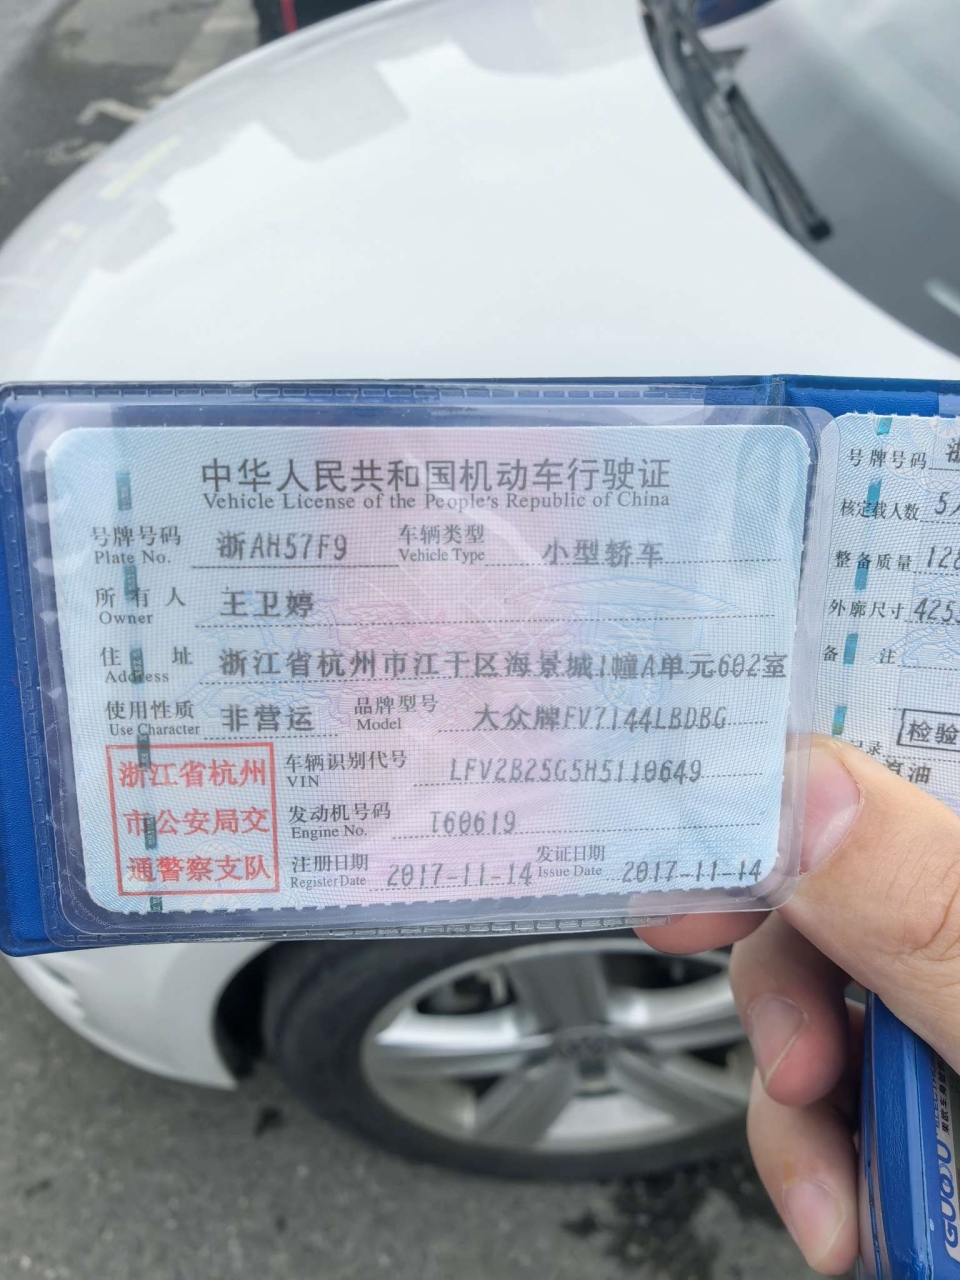 中华人民共和国机动车行驶证
Vehicle License of the People's Republic of China
号牌号码 Plate No. 浙AH57F9 车辆类型 Vehicle Type 小型轿车
所有人 Owner 王卫婷
住址 Address 浙江省杭州市江干区海景城1幢A单元602室
使用性质 Use Character 非营运 品牌型号 Model 大众牌FV7144LBDBG
浙江省杭州
市公安局交
通警察支队
车辆识别代号 VIN LFV2B25G5H5110649
发动机号码 Engine No. T60619
注册日期 Register Date 2017-11-14 发证日期 Issue Date 2017-11-14
号牌号码 浙
核定载人数 5人
整备质量 128
外廓尺寸 425
备注
检验
汽油